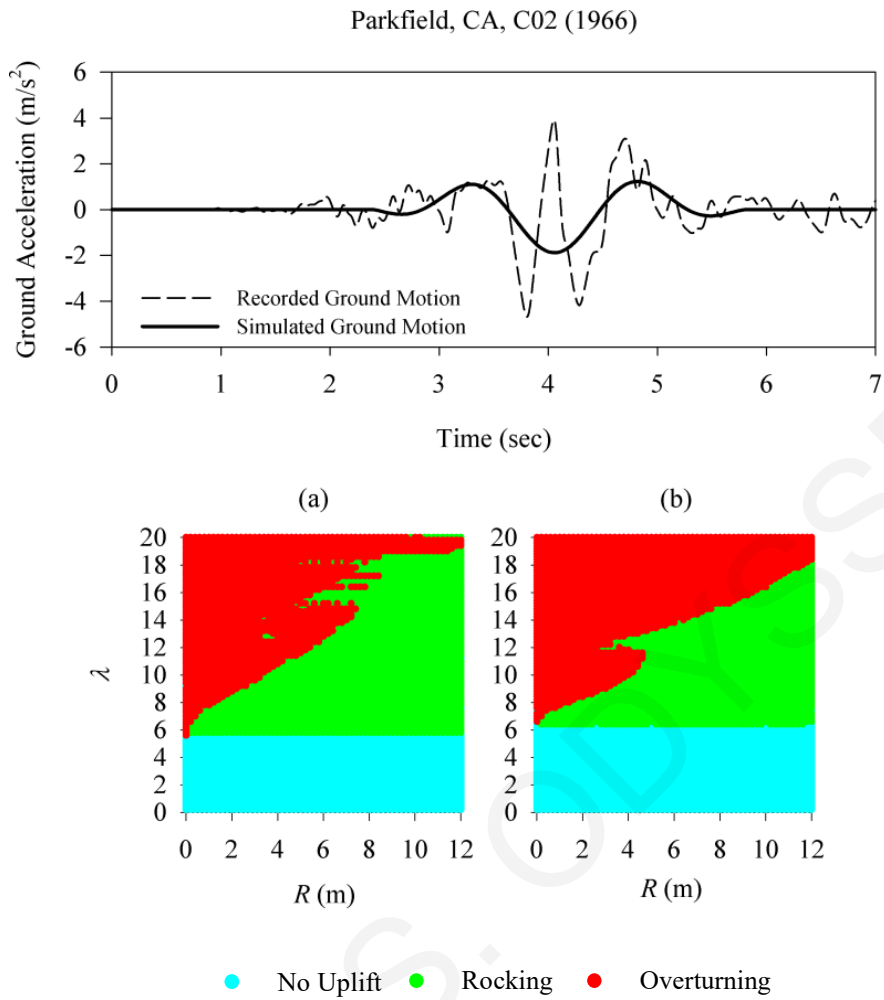 Parkfield, CA, C02 (1966)
6
4
2
0
-2
-4
-6
Ground Acceleration (m/s²)
Recorded Ground Motion
Simulated Ground Motion
0 1 2 3 4 5 6 7
Time (sec)
(a) (b)
20
18
16
14
12
10
8
6
4
2
0
λ
0 2 4 6 8 10 12
R (m)
20
18
16
14
12
10
8
6
4
2
0
0 2 4 6 8 10 12
R (m)
No Uplift Rocking Overturning